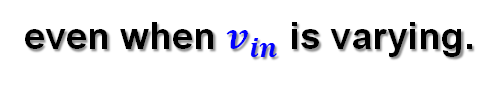 even when v_in is varying.